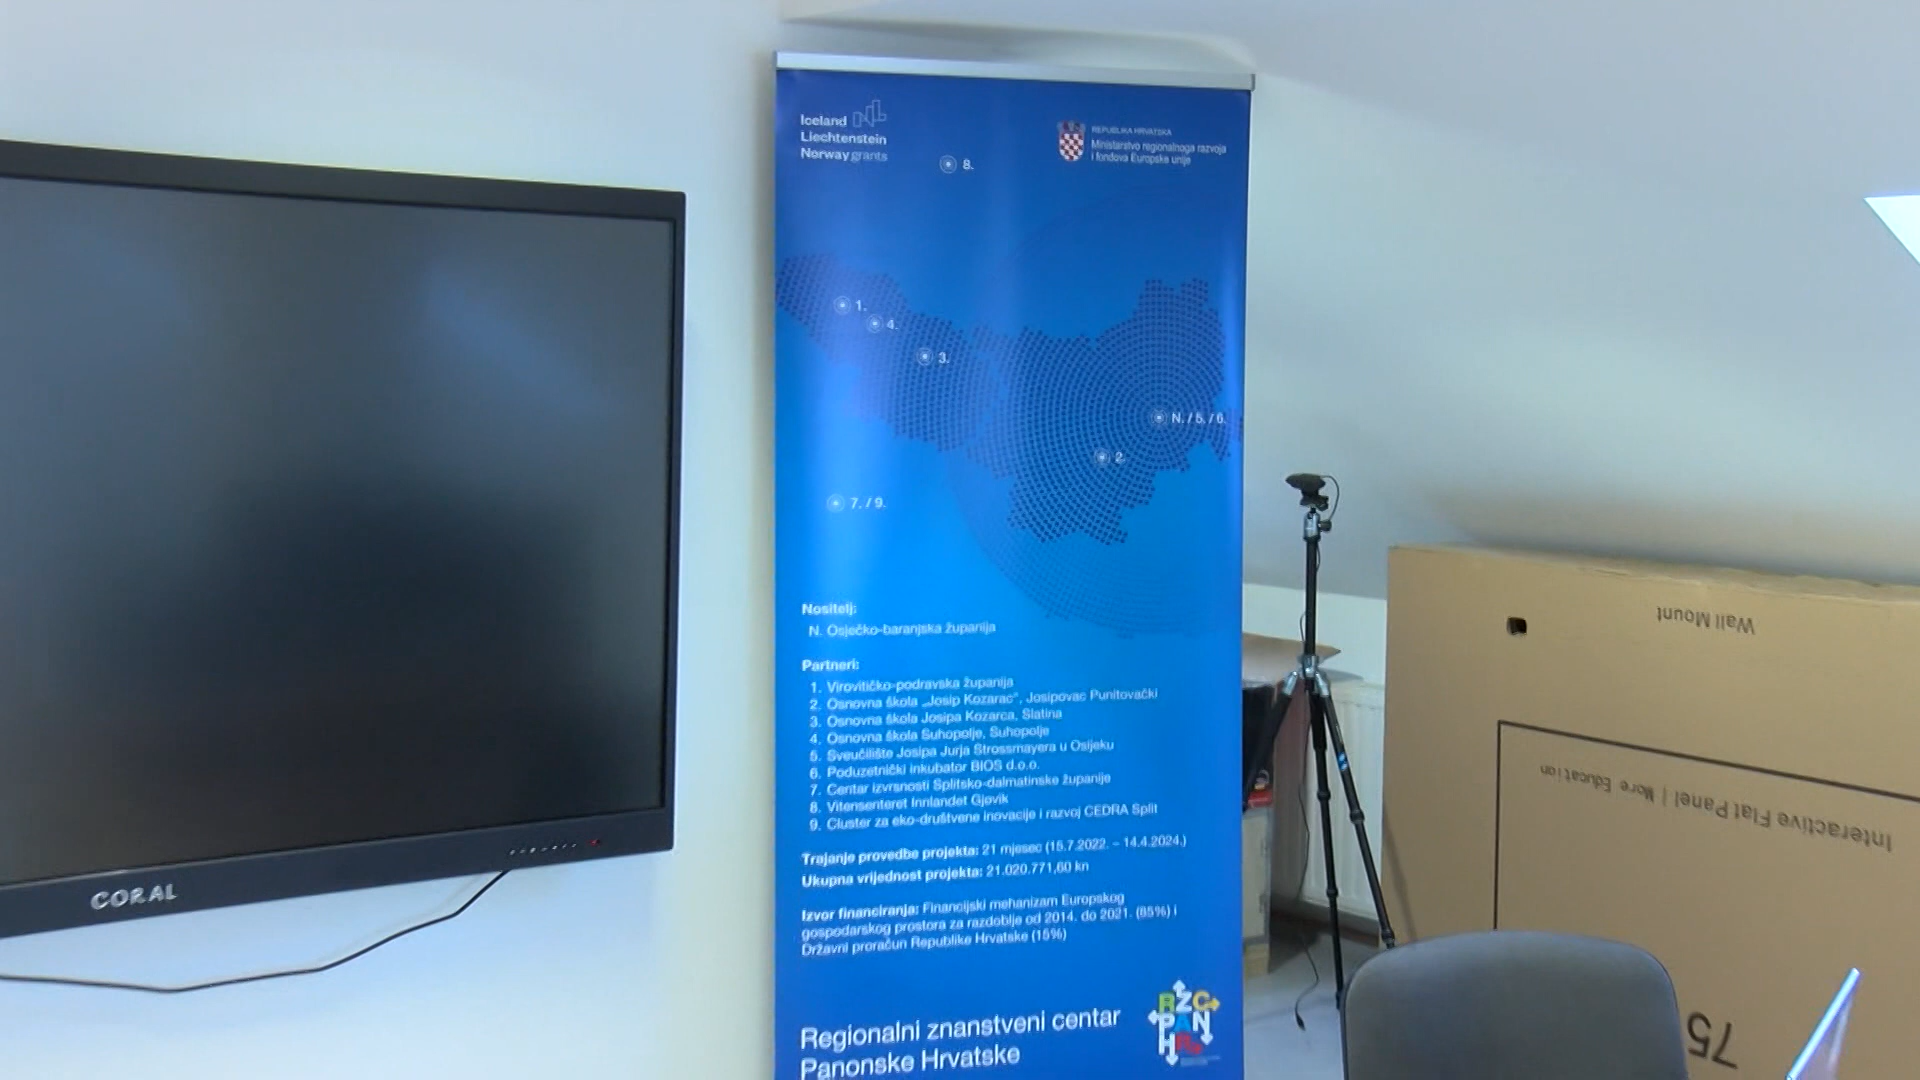 CORAL
Iceland
Liechtenstein
Norway grants
REPUBLIKA HRVATSKA
Ministarstvo regionalnoga razvoja
i fondova Europske unije
8.
1.
4.
3.
N. / 5. / 6.
2.
7. / 9.
Nositelj:
N. Osječko-baranjska županija
Partneri:
1. Virovitičko-podravska županija
2. Osnovna škola „Josip Kozarac“, Josipovac Punitovački
3. Osnovna škola Josipa Kozarca, Slatina
4. Osnovna škola Suhopolje, Suhopolje
5. Sveučilište Josipa Jurja Strossmayera u Osijeku
6. Poduzetnički inkubator BIOS d.o.o.
7. Centar izvrsnosti Splitsko-dalmatinske županije
8. Vitensenteret Innlandet Gjøvik
9. Cluster za eko-društvene inovacije i razvoj CEDRA Split
Trajanje provedbe projekta: 21 mjesec (15.7.2022. – 14.4.2024.)
Ukupna vrijednost projekta: 21.020.771,60 kn
Izvor financiranja: Financijski mehanizam Europskog
gospodarskog prostora za razdoblje od 2014. do 2021. (85%) i
Državni proračun Republike Hrvatske (15%)
Regionalni znanstveni centar
Panonske Hrvatske
RZC
PAN
HR
Wall Mount
Interactive Flat Panel | More Education
75